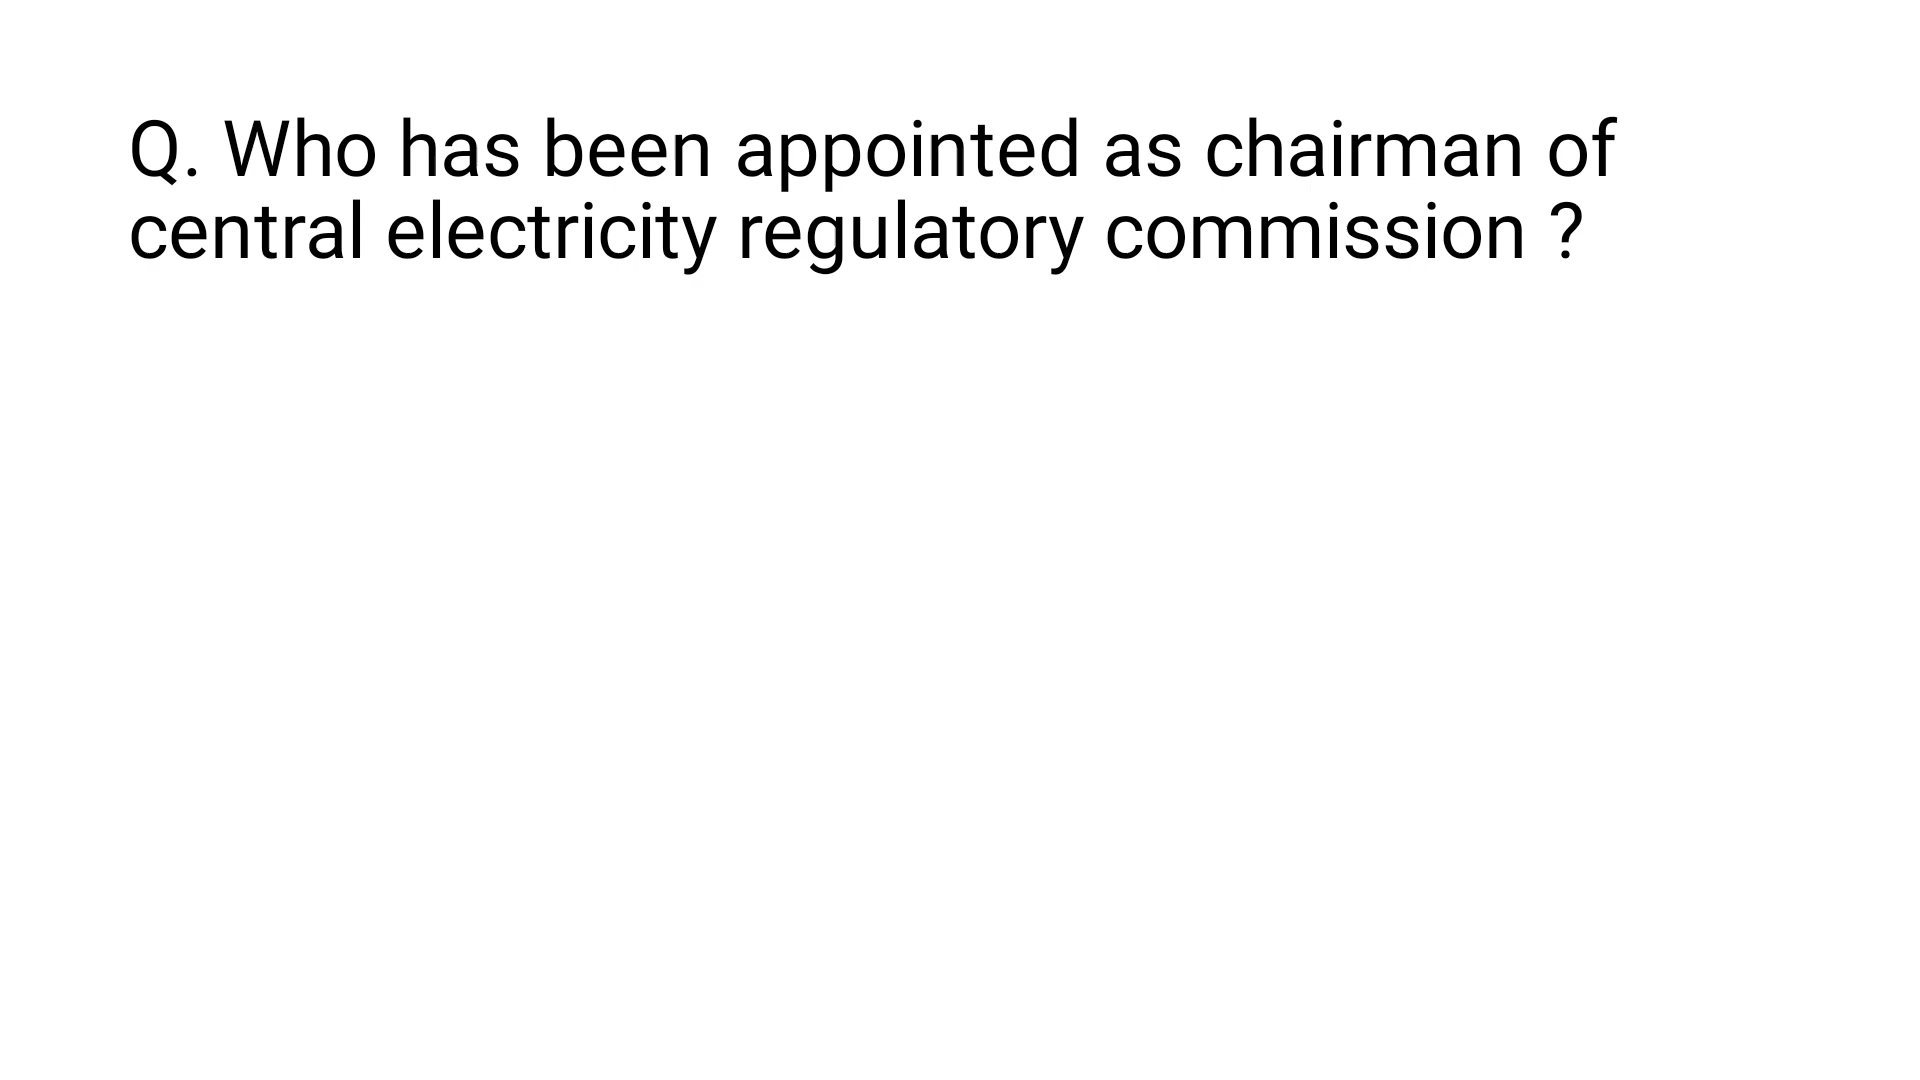 Q. Who has been appointed as chairman of
central electricity regulatory commission ?